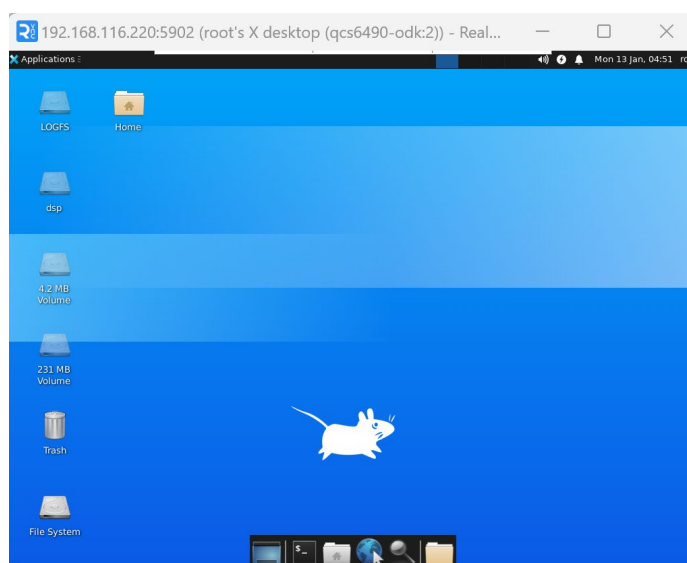 192.168.116.220:5902 (root's X desktop (qcs6490-odk:2)) - Real...
Applications
Mon 13 Jan, 04:51
LOGFS
Home
dsp
4.2 MB
Volume
231 MB
Volume
Trash
File System
$_